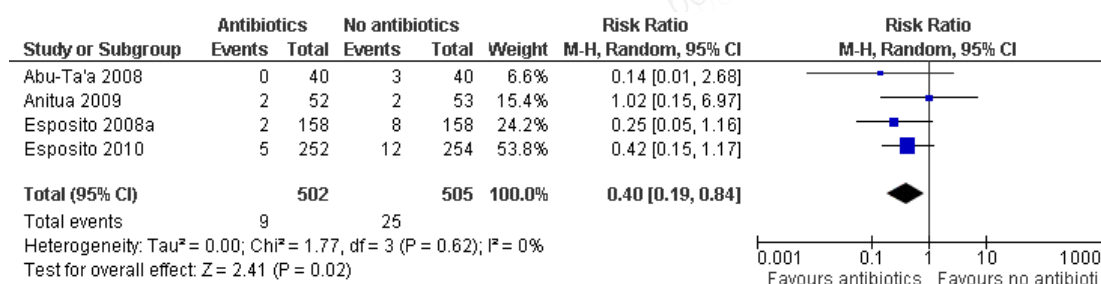 Antibiotics No antibiotics Risk Ratio Risk Ratio
Study or Subgroup Events Total Events Total Weight M-H, Random, 95% CI M-H, Random, 95% CI
Abu-Ta'a 2008 0 40 3 40 6.6% 0.14 [0.01, 2.68]
Anitua 2009 2 52 2 53 15.4% 1.02 [0.15, 6.97]
Esposito 2008a 2 158 8 158 24.2% 0.25 [0.05, 1.16]
Esposito 2010 5 252 12 254 53.8% 0.42 [0.15, 1.17]
Total (95% CI) 502 505 100.0% 0.40 [0.19, 0.84]
Total events 9 25
Heterogeneity: Tau² = 0.00; Chi² = 1.77, df = 3 (P = 0.62); I² = 0%
Test for overall effect: Z = 2.41 (P = 0.02)
0.001 0.1 1 10 1000
Favours antibiotics Favours no antibioti